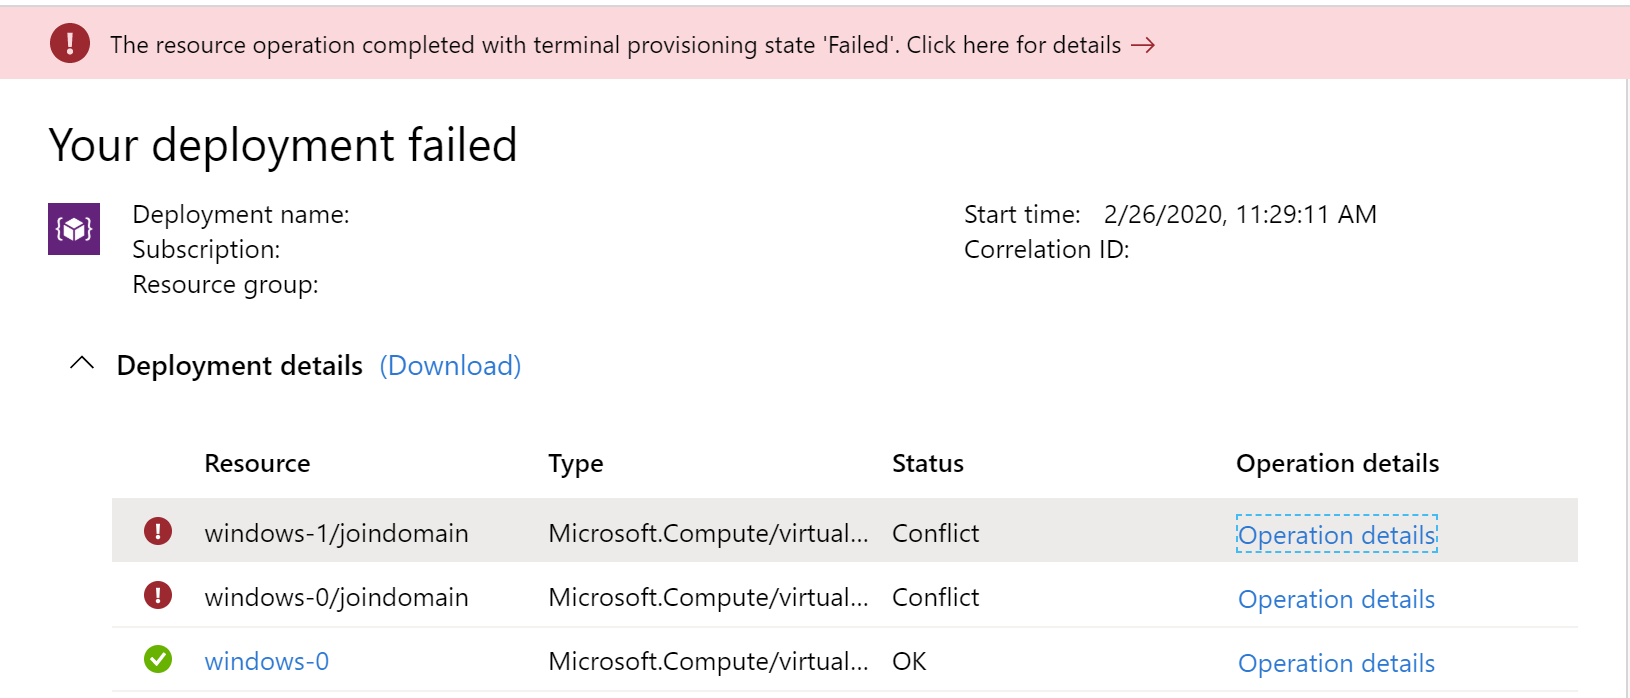 The resource operation completed with terminal provisioning state 'Failed'. Click here for details →
Your deployment failed
Deployment name:
Subscription:
Resource group:
Start time: 2/26/2020, 11:29:11 AM
Correlation ID:
Deployment details (Download)
Resource Type Status Operation details
windows-1/joindomain Microsoft.Compute/virtual... Conflict Operation details
windows-0/joindomain Microsoft.Compute/virtual... Conflict Operation details
windows-0 Microsoft.Compute/virtual... OK Operation details